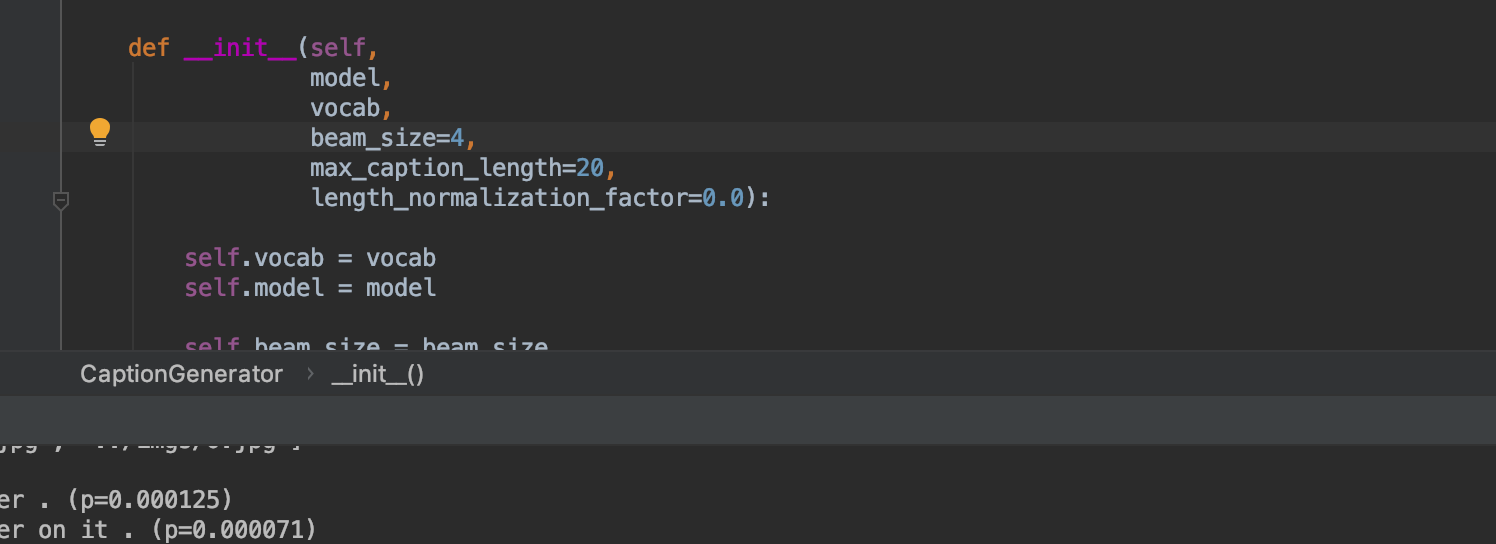 def __init__(self,
model,
vocab,
beam_size=4,
max_caption_length=20,
length_normalization_factor=0.0):
self.vocab = vocab
self.model = model
self.beam_size = beam_size
CaptionGenerator › __init__()
er . (p=0.000125)
er on it . (p=0.000071)